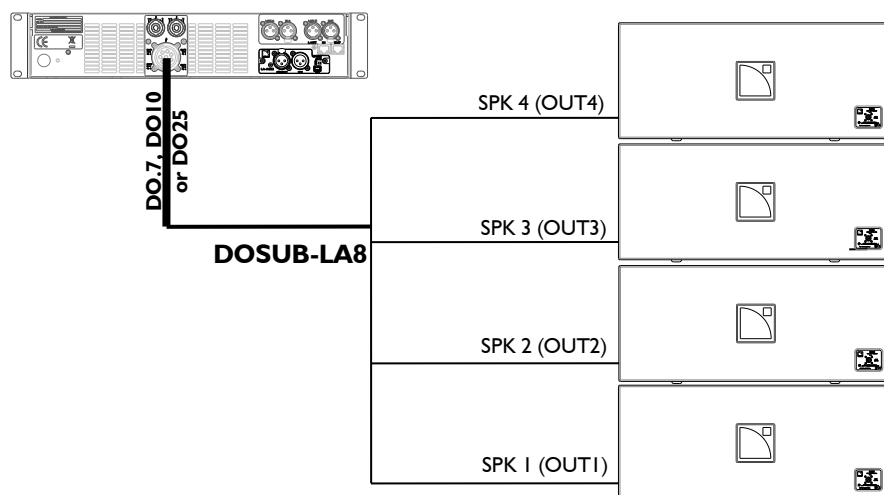 SPK 4 (OUT4)
DO.7, DO10
or DO25
SPK 3 (OUT3)
DOSUB-LA8
SPK 2 (OUT2)
SPK 1 (OUT1)